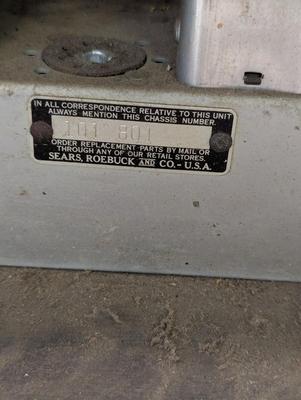 IN ALL CORRESPONDENCE RELATIVE TO THIS UNIT
ALWAYS MENTION THIS CHASSIS NUMBER.
101 801
ORDER REPLACEMENT PARTS BY MAIL OR
THROUGH ANY OF OUR RETAIL STORES.
SEARS, ROEBUCK AND CO. - U.S.A.